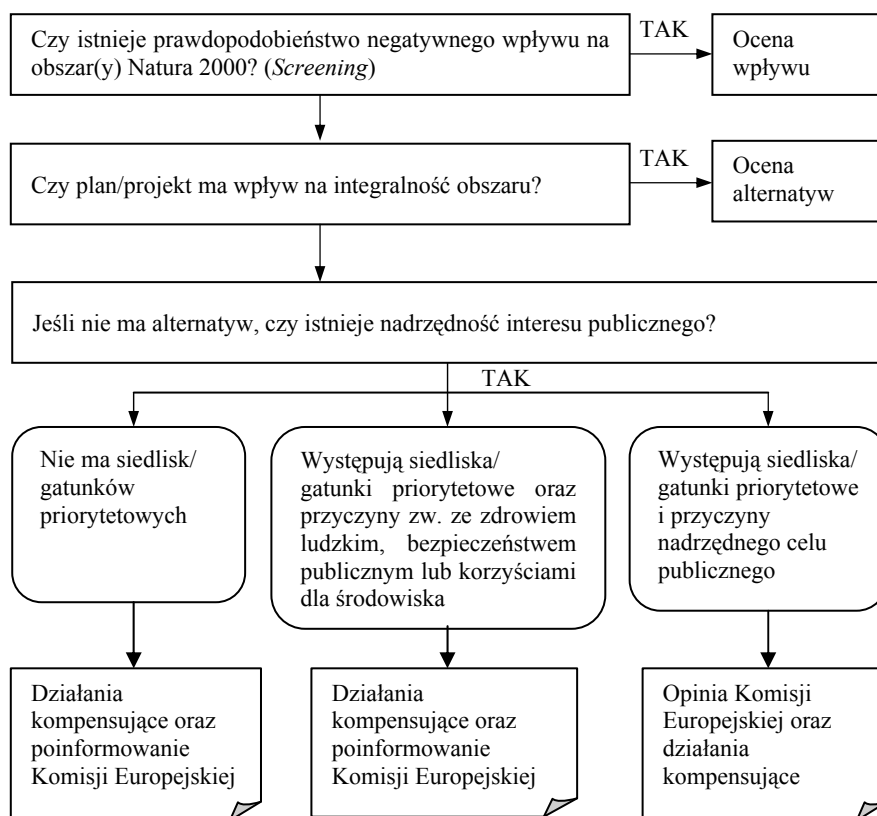 Czy istnieje prawdopodobieństwo negatywnego wpływu na
obszar(y) Natura 2000? (Screening)
TAK
Ocena
wpływu
Czy plan/projekt ma wpływ na integralność obszaru?
TAK
Ocena
alternatyw
Jeśli nie ma alternatyw, czy istnieje nadrzędność interesu publicznego?
TAK
Nie ma siedlisk/
gatunków
priorytetowych
Występują siedliska/
gatunki priorytetowe oraz
przyczyny zw. ze zdrowiem
ludzkim, bezpieczeństwem
publicznym lub korzyściami
dla środowiska
Występują siedliska/
gatunki priorytetowe
i przyczyny
nadrzędnego celu
publicznego
Działania
kompensujące oraz
poinformowanie
Komisji Europejskiej
Działania
kompensujące oraz
poinformowanie
Komisji Europejskiej
Opinia Komisji
Europejskiej oraz
działania
kompensujące